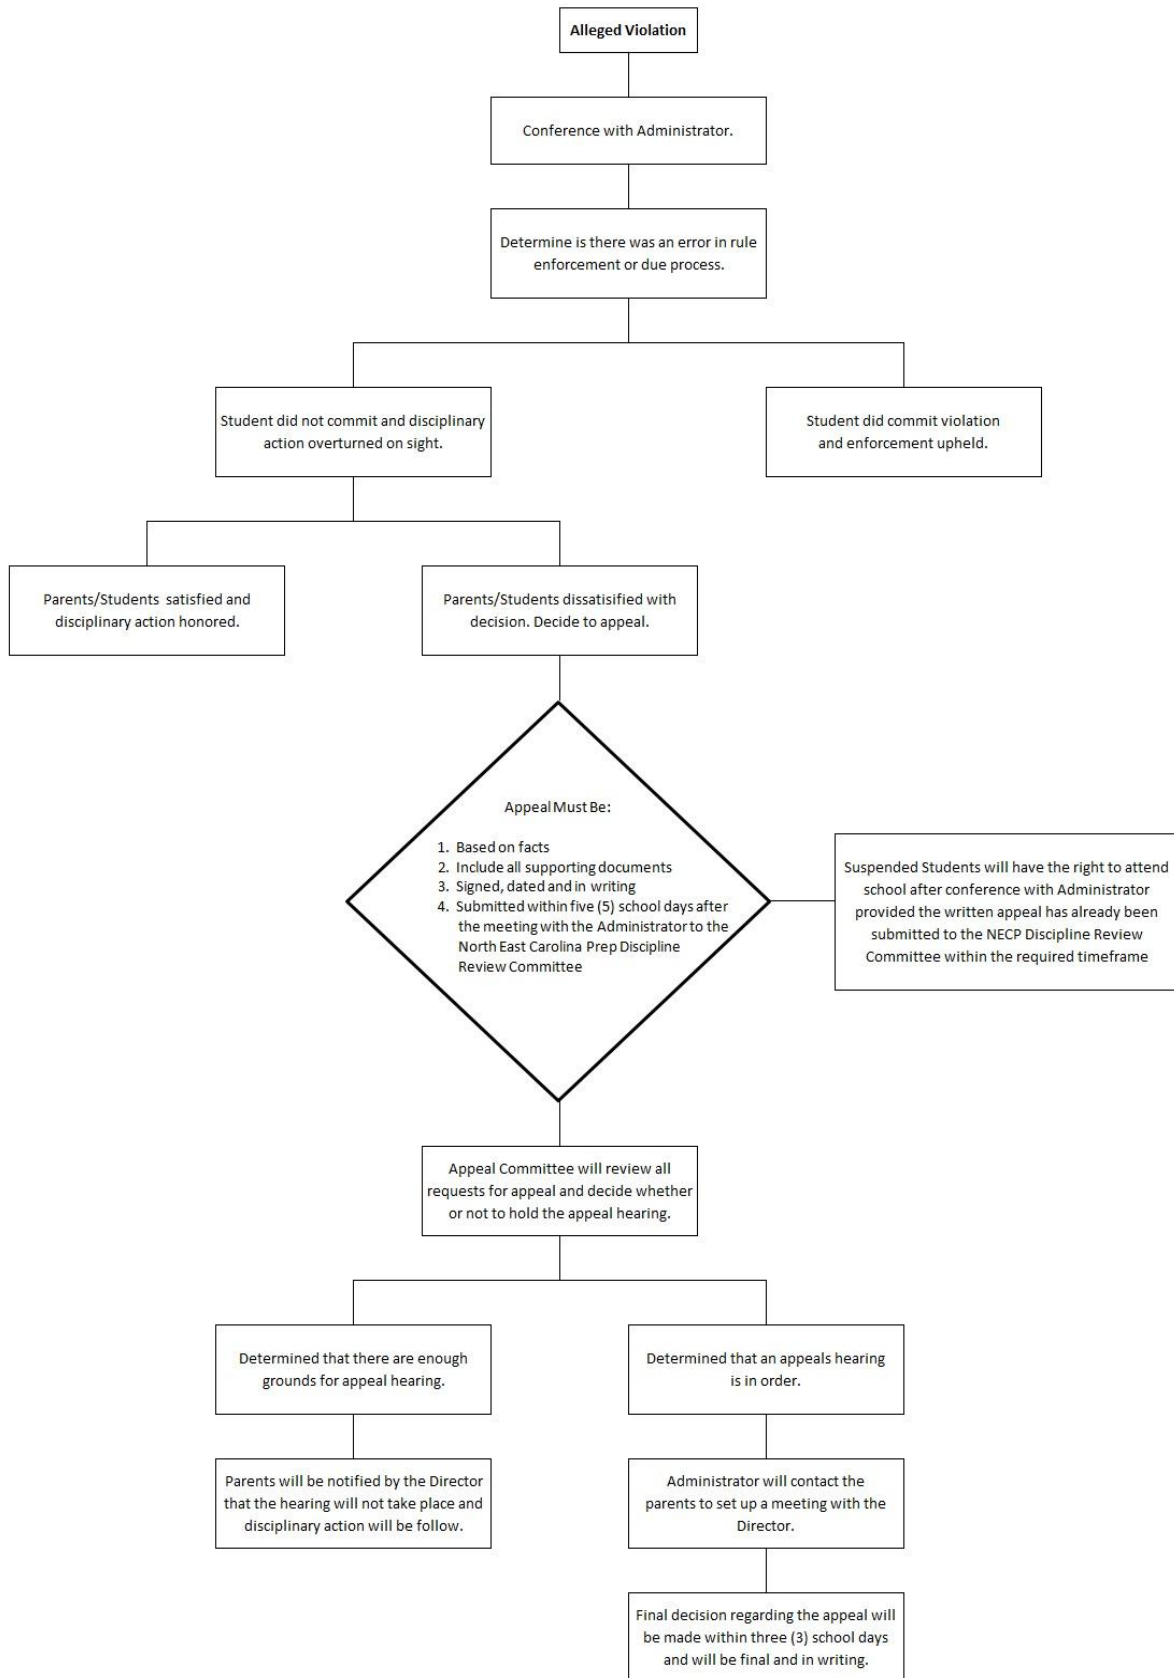 Alleged Violation
Conference with Administrator.
Determine is there was an error in rule
enforcement or due process.
Student did not commit and disciplinary
action overturned on sight.
Student did commit violation
and enforcement upheld.
Parents/Students satisfied and
disciplinary action honored.
Parents/Students dissatisified with
decision. Decide to appeal.
Appeal Must Be:
1. Based on facts
2. Include all supporting documents
3. Signed, dated and in writing
4. Submitted within five (5) school days after
the meeting with the Administrator to the
North East Carolina Prep Discipline
Review Committee
Suspended Students will have the right to attend
school after conference with Administrator
provided the written appeal has already been
submitted to the NECP Discipline Review
Committee within the required timeframe
Appeal Committee will review all
requests for appeal and decide whether
or not to hold the appeal hearing.
Determined that there are enough
grounds for appeal hearing.
Determined that an appeals hearing
is in order.
Parents will be notified by the Director
that the hearing will not take place and
disciplinary action will be follow.
Administrator will contact the
parents to set up a meeting with the
Director.
Final decision regarding the appeal will
be made within three (3) school days
and will be final and in writing.